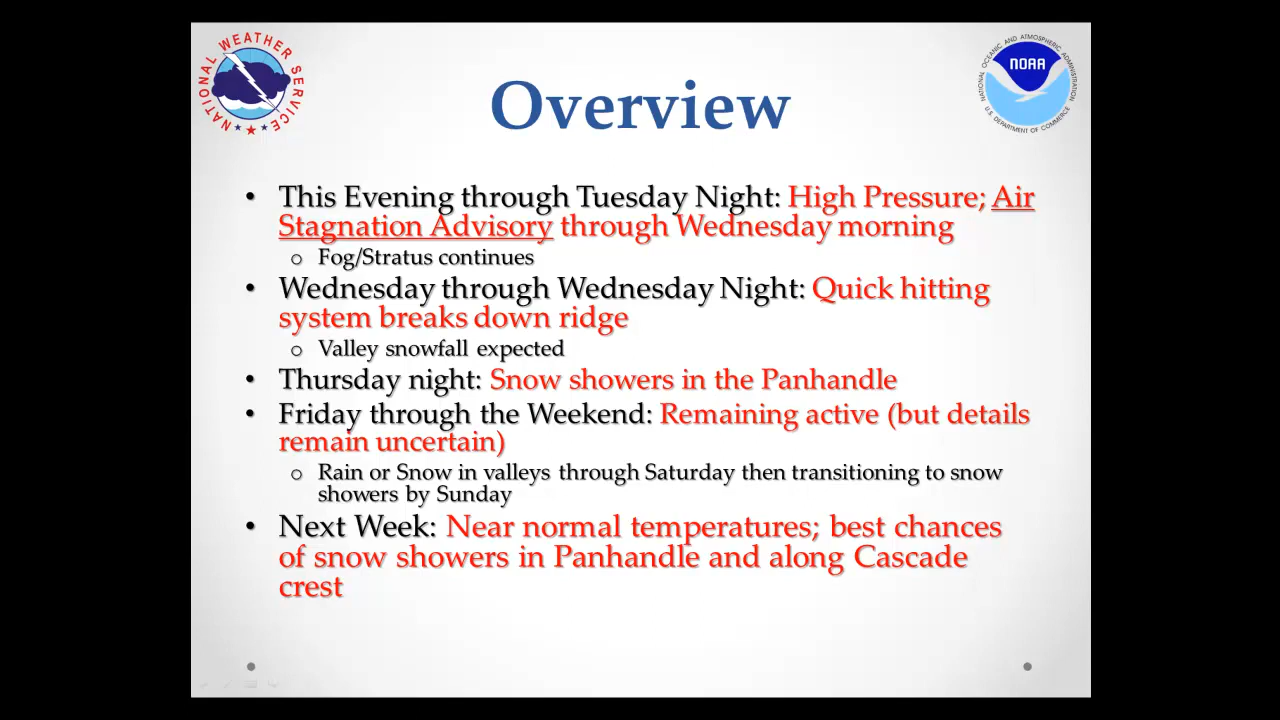 NATIONAL WEATHER SERVICE
NATIONAL OCEANIC AND ATMOSPHERIC ADMINISTRATION
NOAA
U.S. DEPARTMENT OF COMMERCE
Overview
• This Evening through Tuesday Night: High Pressure; Air
Stagnation Advisory through Wednesday morning
o Fog/Stratus continues
• Wednesday through Wednesday Night: Quick hitting
system breaks down ridge
o Valley snowfall expected
• Thursday night: Snow showers in the Panhandle
• Friday through the Weekend: Remaining active (but details
remain uncertain)
o Rain or Snow in valleys through Saturday then transitioning to snow
showers by Sunday
• Next Week: Near normal temperatures; best chances
of snow showers in Panhandle and along Cascade
crest